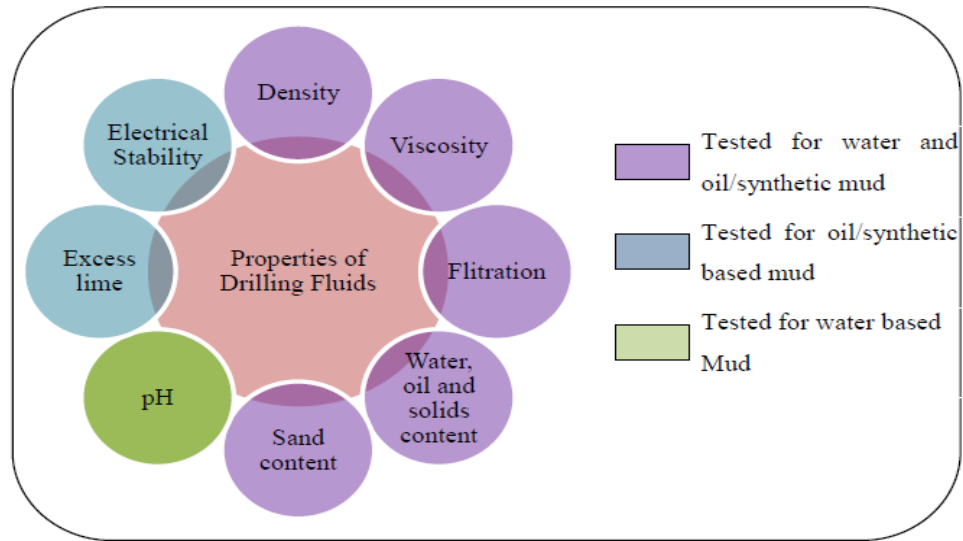 Density
Viscosity
Flitration
Water,
oil and
solids
content
Sand
content
pH
Excess
lime
Electrical
Stability
Properties of
Drilling Fluids
Tested for water and
oil/synthetic mud
Tested for oil/synthetic
based mud
Tested for water based
Mud